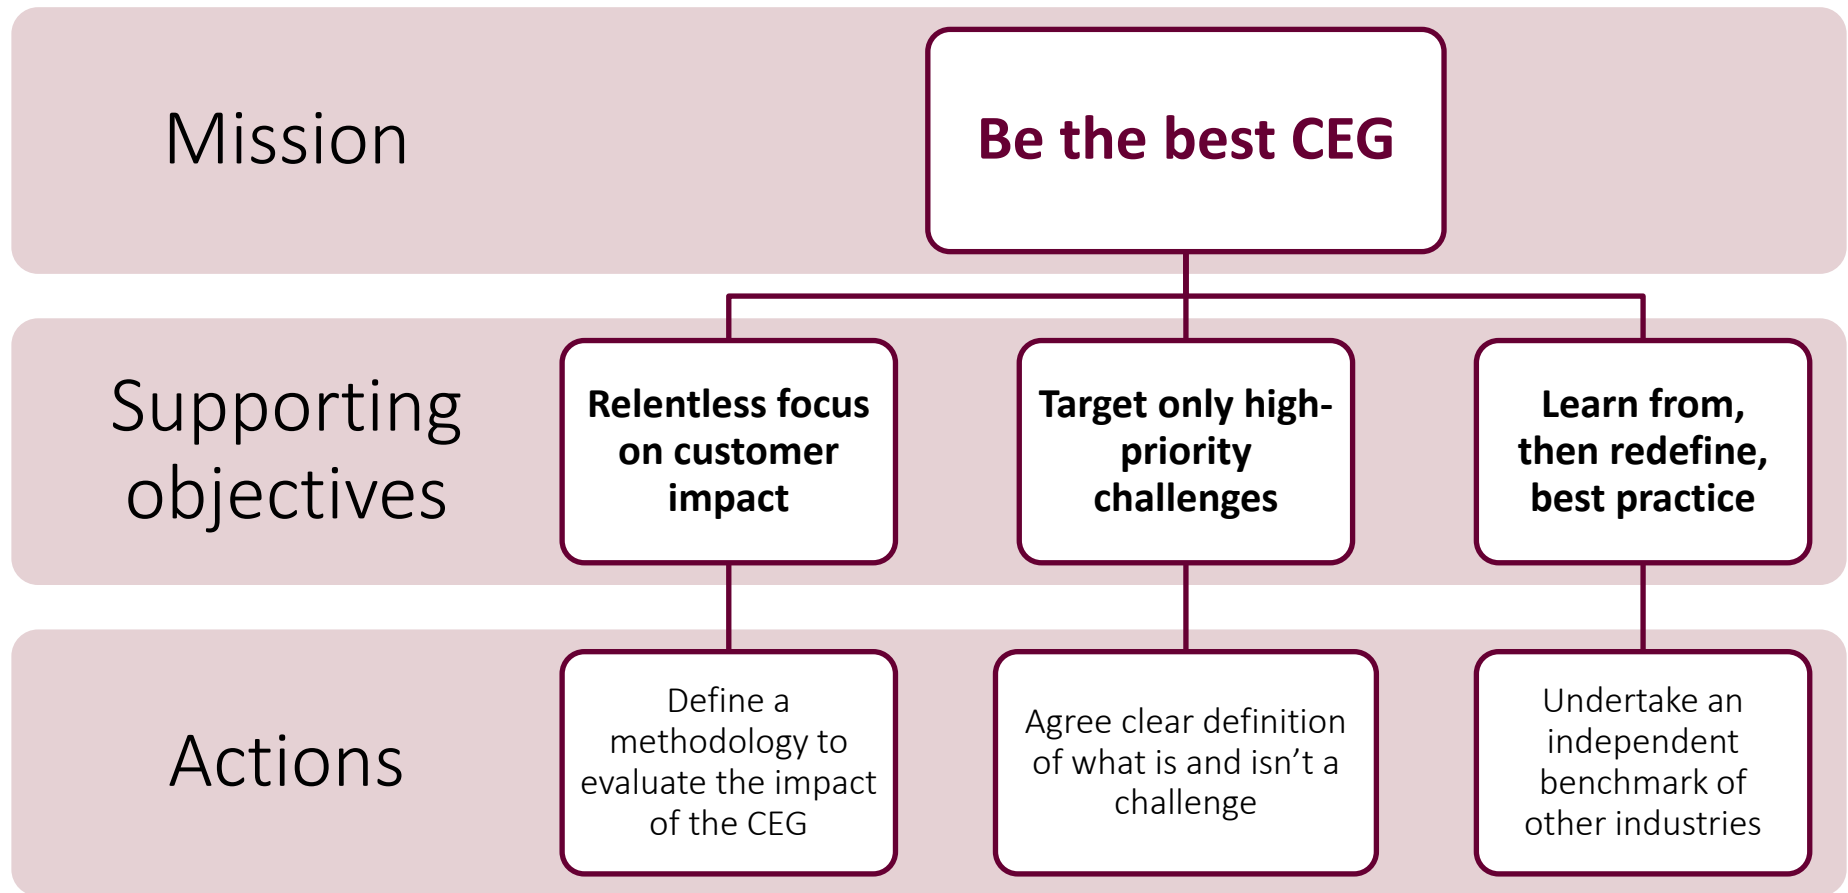 Mission
Be the best CEG
Supporting
objectives
Relentless focus
on customer
impact
Target only high-
priority
challenges
Learn from,
then redefine,
best practice
Actions
Define a
methodology to
evaluate the impact
of the CEG
Agree clear definition
of what is and isn’t a
challenge
Undertake an
independent
benchmark of
other industries